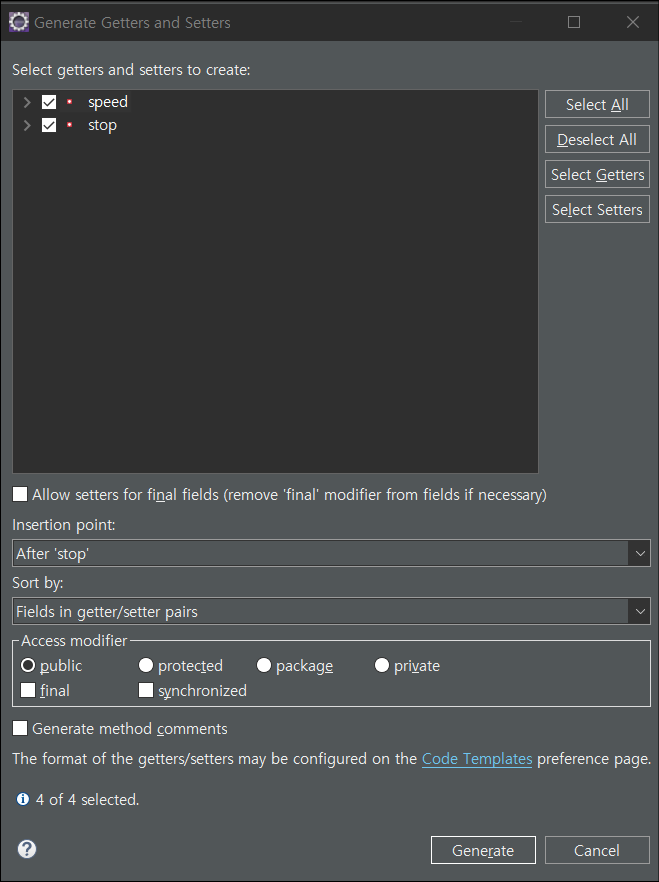 Generate Getters and Setters
Select getters and setters to create:
speed
stop
Select All
Deselect All
Select Getters
Select Setters
Allow setters for final fields (remove 'final' modifier from fields if necessary)
Insertion point:
After 'stop'
Sort by:
Fields in getter/setter pairs
Access modifier
public protected package private
final synchronized
Generate method comments
The format of the getters/setters may be configured on the Code Templates preference page.
4 of 4 selected.
Generate Cancel